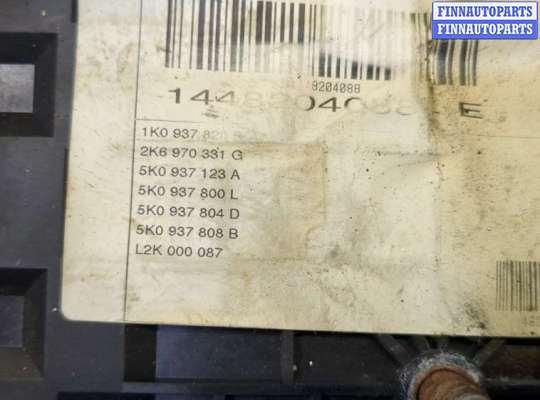 FINNAUTOPARTS
FINNAUTOPARTS
9204088
1K0 937
2K6 970 331 G
5K0 937 123 A
5K0 937 800 L
5K0 937 804 D
5K0 937 808 B
L2K 000 087